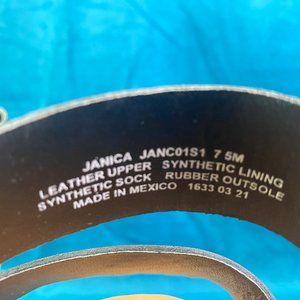 JANICA JANC01S1 7 5M
LEATHER UPPER SYNTHETIC LINING
SYNTHETIC SOCK RUBBER OUTSOLE
MADE IN MEXICO 1633 03 21